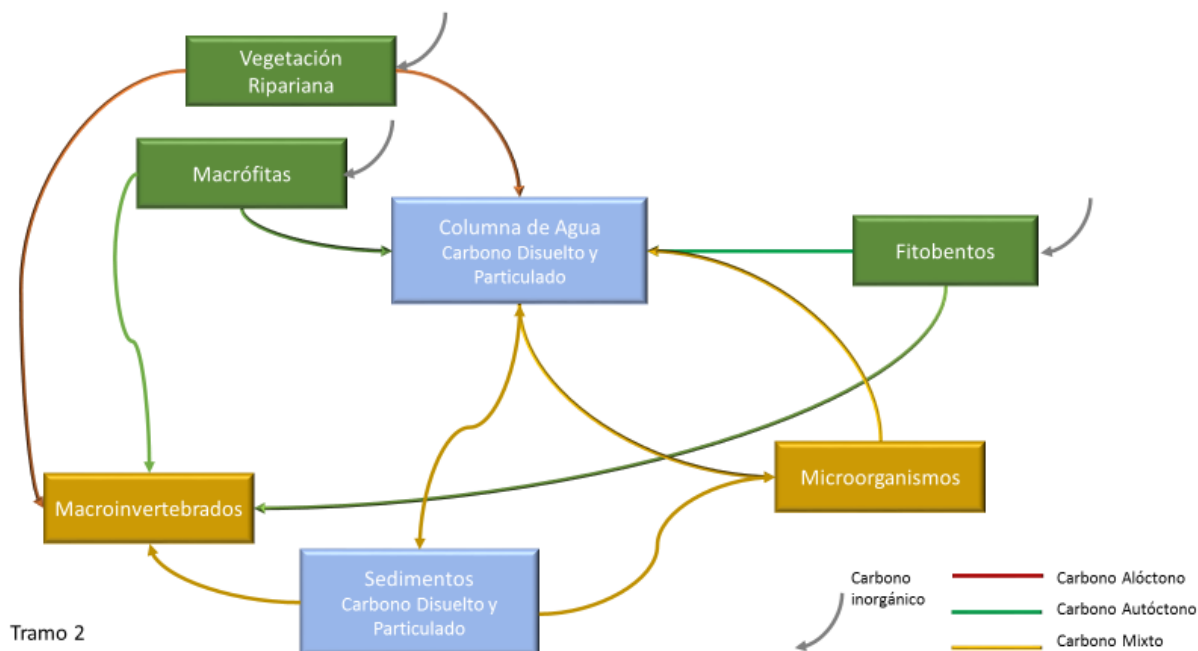 Vegetación
Ripariana
Macrófitas
Columna de Agua
Carbono Disuelto y
Particulado
Fitobentos
Microorganismos
Macroinvertebrados
Sedimentos
Carbono Disuelto y
Particulado
Carbono
inorgánico
Carbono Alóctono
Carbono Autóctono
Carbono Mixto
Tramo 2